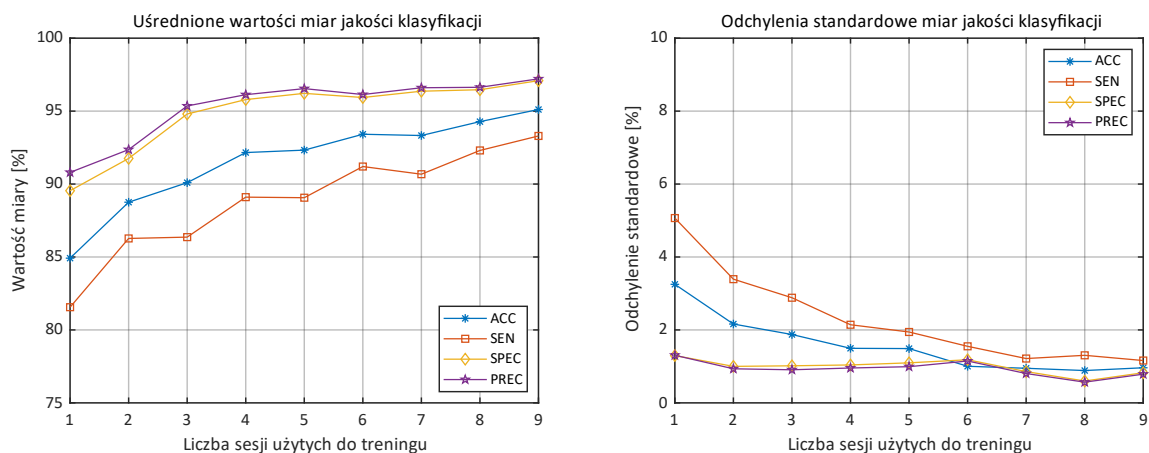 Uśrednione wartości miar jakości klasyfikacji
100
95
90
85
80
75
Wartość miary [%]
1 2 3 4 5 6 7 8 9
Liczba sesji użytych do treningu
ACC
SEN
SPEC
PREC
Odchylenia standardowe miar jakości klasyfikacji
10
8
6
4
2
0
Odchylenie standardowe [%]
1 2 3 4 5 6 7 8 9
Liczba sesji użytych do treningu
ACC
SEN
SPEC
PREC